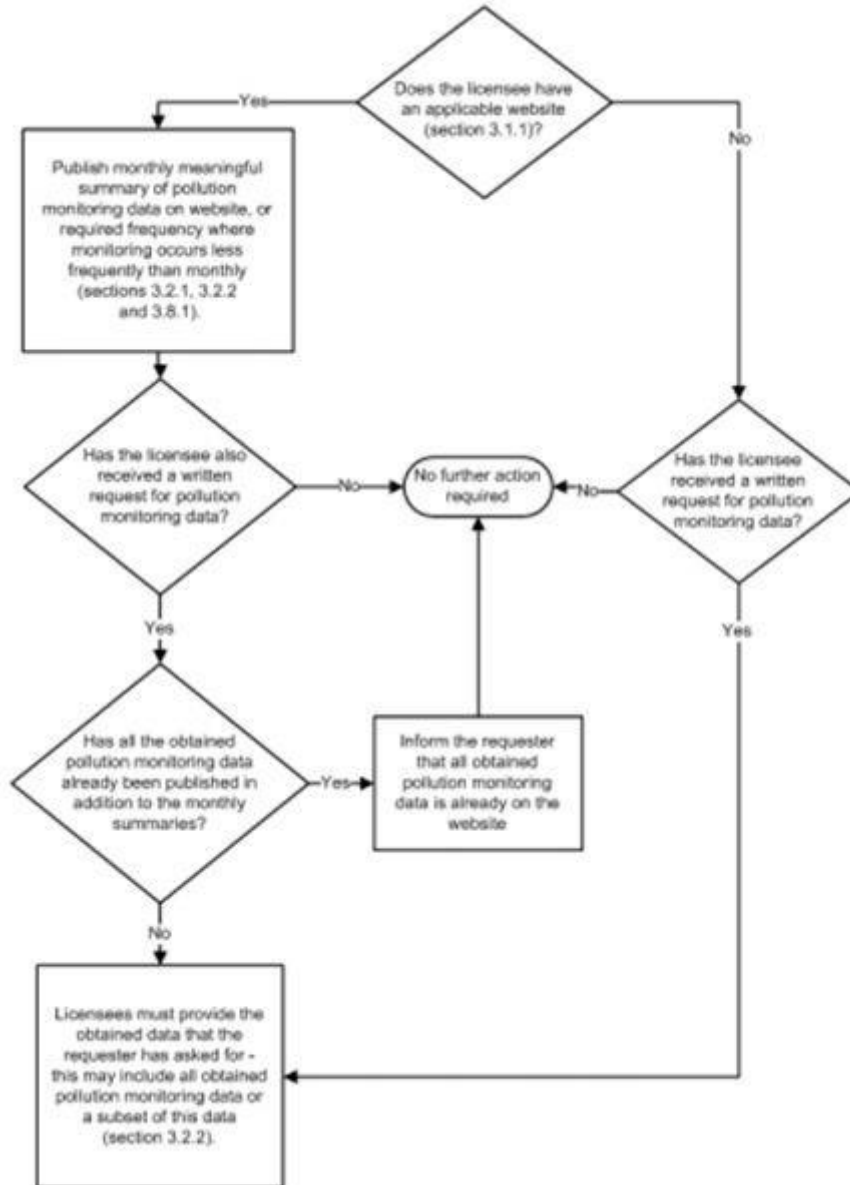 Does the licensee have
an applicable website
(section 3.1.1)?
Yes
No
Publish monthly meaningful
summary of pollution
monitoring data on website, or
required frequency where
monitoring occurs less
frequently than monthly
(sections 3.2.1, 3.2.2
and 3.8.1).
Has the licensee also
received a written
request for pollution
monitoring data?
No
No further action
required
No
Has the licensee
received a written
request for pollution
monitoring data?
Yes
Yes
Has all the obtained
pollution monitoring data
already been published in
addition to the monthly
summaries?
Yes
Inform the requester
that all obtained
pollution monitoring
data is already on the
website
No
Licensees must provide the
obtained data that the
requester has asked for -
this may include all obtained
pollution monitoring data or
a subset of this data
(section 3.2.2).